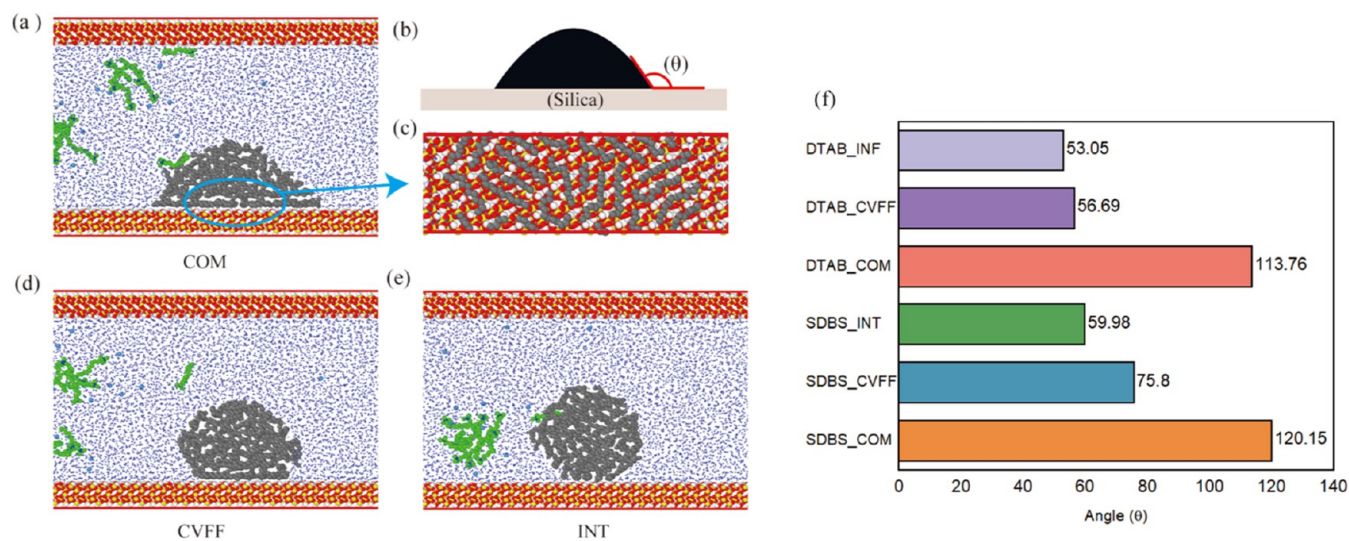 (a )
COM
(b)
(θ)
(Silica)
(c)
(d)
CVFF
(e)
INT
(f)
DTAB_INF
53.05
DTAB_CVFF
56.69
DTAB_COM
113.76
SDBS_INT
59.98
SDBS_CVFF
75.8
SDBS_COM
120.15
0 20 40 60 80 100 120 140
Angle (θ)